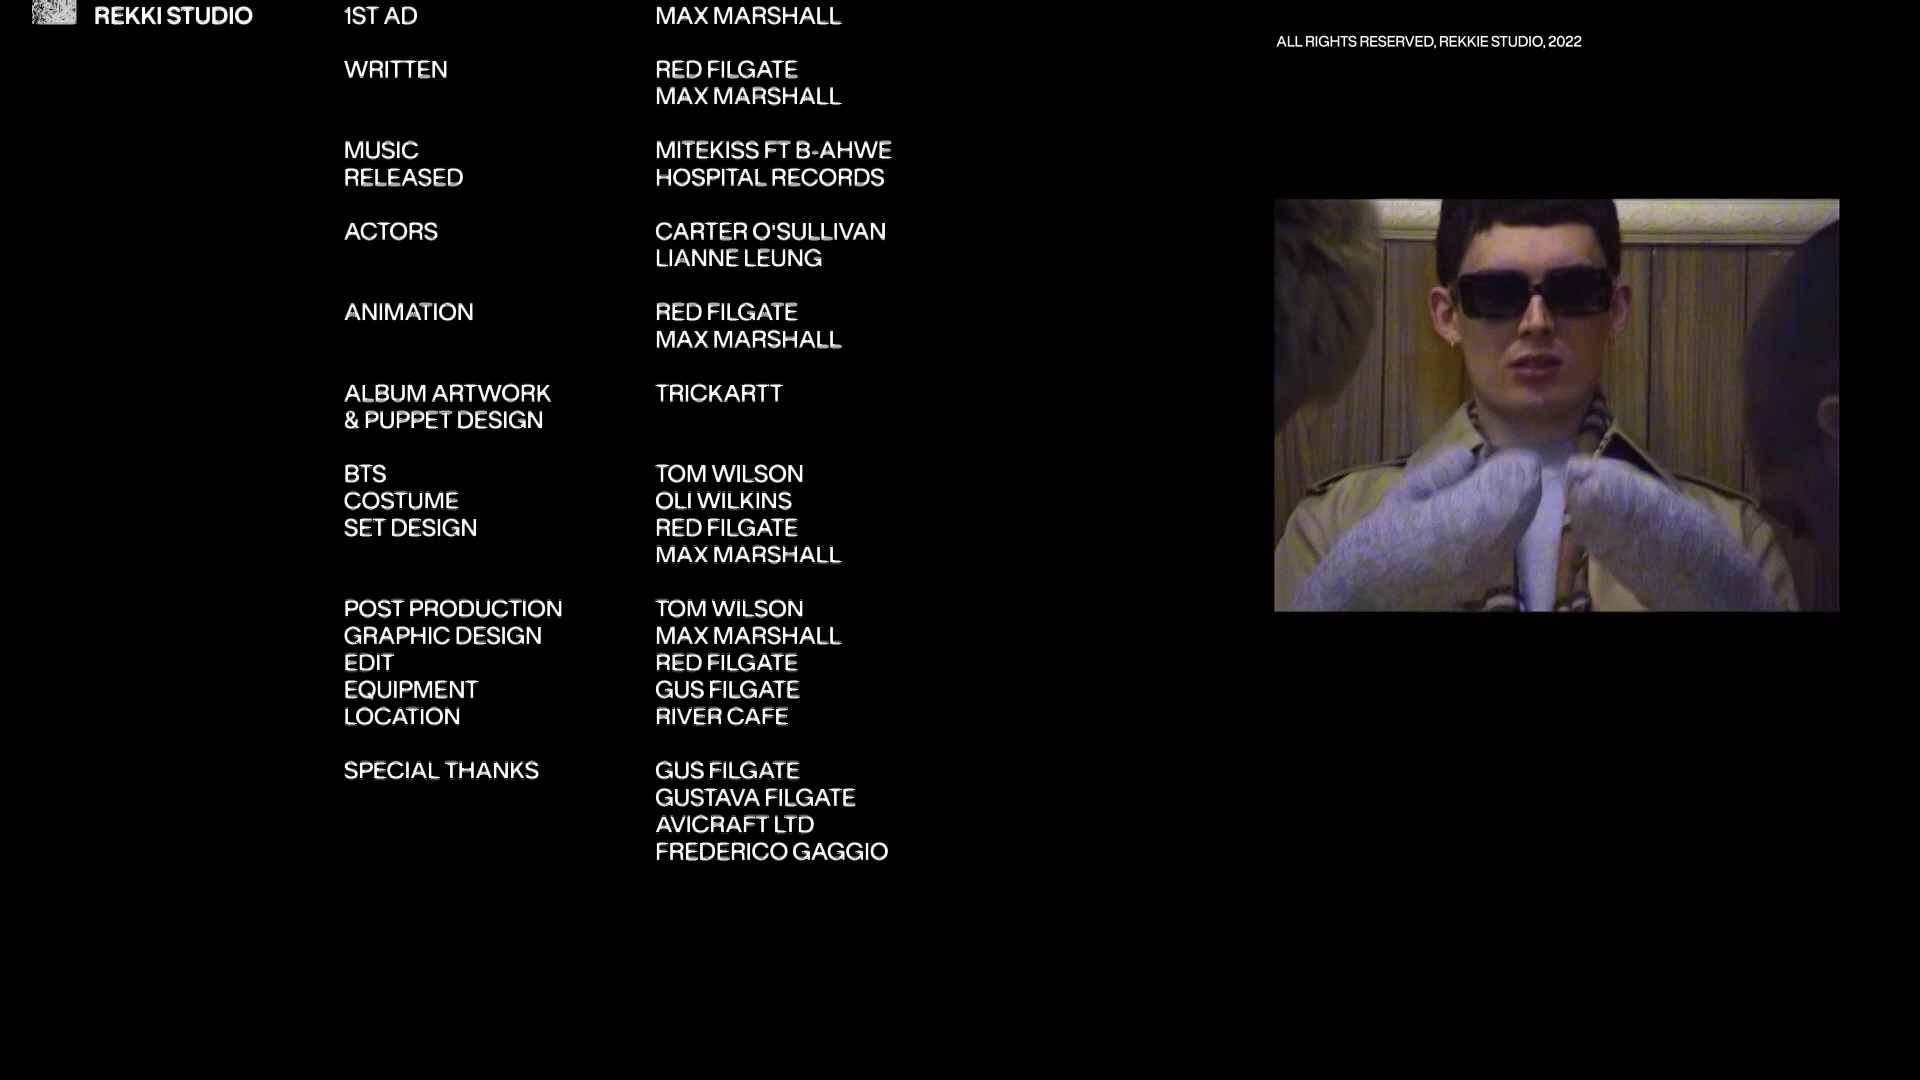 REKKI STUDIO
1ST AD MAX MARSHALL
WRITTEN RED FILGATE
MAX MARSHALL
MUSIC MITEKISS FT B-AHWE
RELEASED HOSPITAL RECORDS
ACTORS CARTER O'SULLIVAN
LIANNE LEUNG
ANIMATION RED FILGATE
MAX MARSHALL
ALBUM ARTWORK TRICKARTT
& PUPPET DESIGN
BTS TOM WILSON
COSTUME OLI WILKINS
SET DESIGN RED FILGATE
MAX MARSHALL
POST PRODUCTION TOM WILSON
GRAPHIC DESIGN MAX MARSHALL
EDIT RED FILGATE
EQUIPMENT GUS FILGATE
LOCATION RIVER CAFE
SPECIAL THANKS GUS FILGATE
GUSTAVA FILGATE
AVICRAFT LTD
FREDERICO GAGGIO
ALL RIGHTS RESERVED, REKKIE STUDIO, 2022